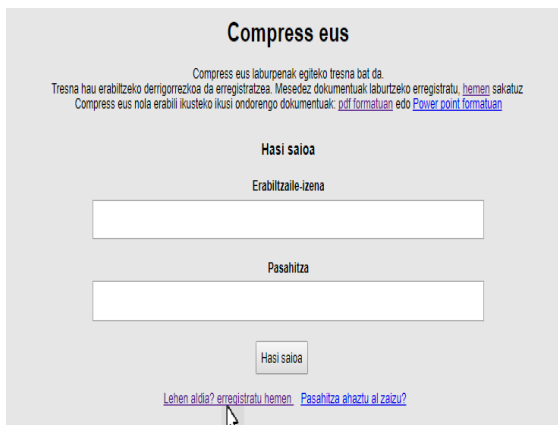 Compress eus
Compress eus laburpenak egiteko tresna bat da.
Tresna hau erabiltzeko derrigorrezkoa da erregistratzea. Mesedez dokumentuak laburtzeko erregistratu, hemen sakatuz
Compress eus nola erabili ikusteko ikusi ondorengo dokumentuak: pdf formatuan edo Power point formatuan
Hasi saioa
Erabiltzaile-izena
Pasahitza
Hasi saioa
Lehen aldia? erregistratu hemen Pasahitza ahaztu al zaizu?